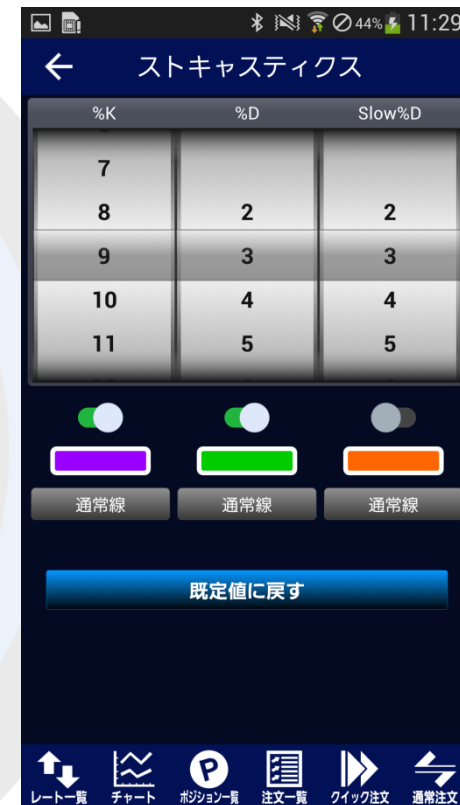 44% 11:29
ストキャスティクス
%K %D Slow%D
7
8 2 2
9 3 3
10 4 4
11 5 5
通常線 通常線 通常線
既定値に戻す
P
レート一覧 チャート ポジション一覧 注文一覧 クイック注文 通常注文